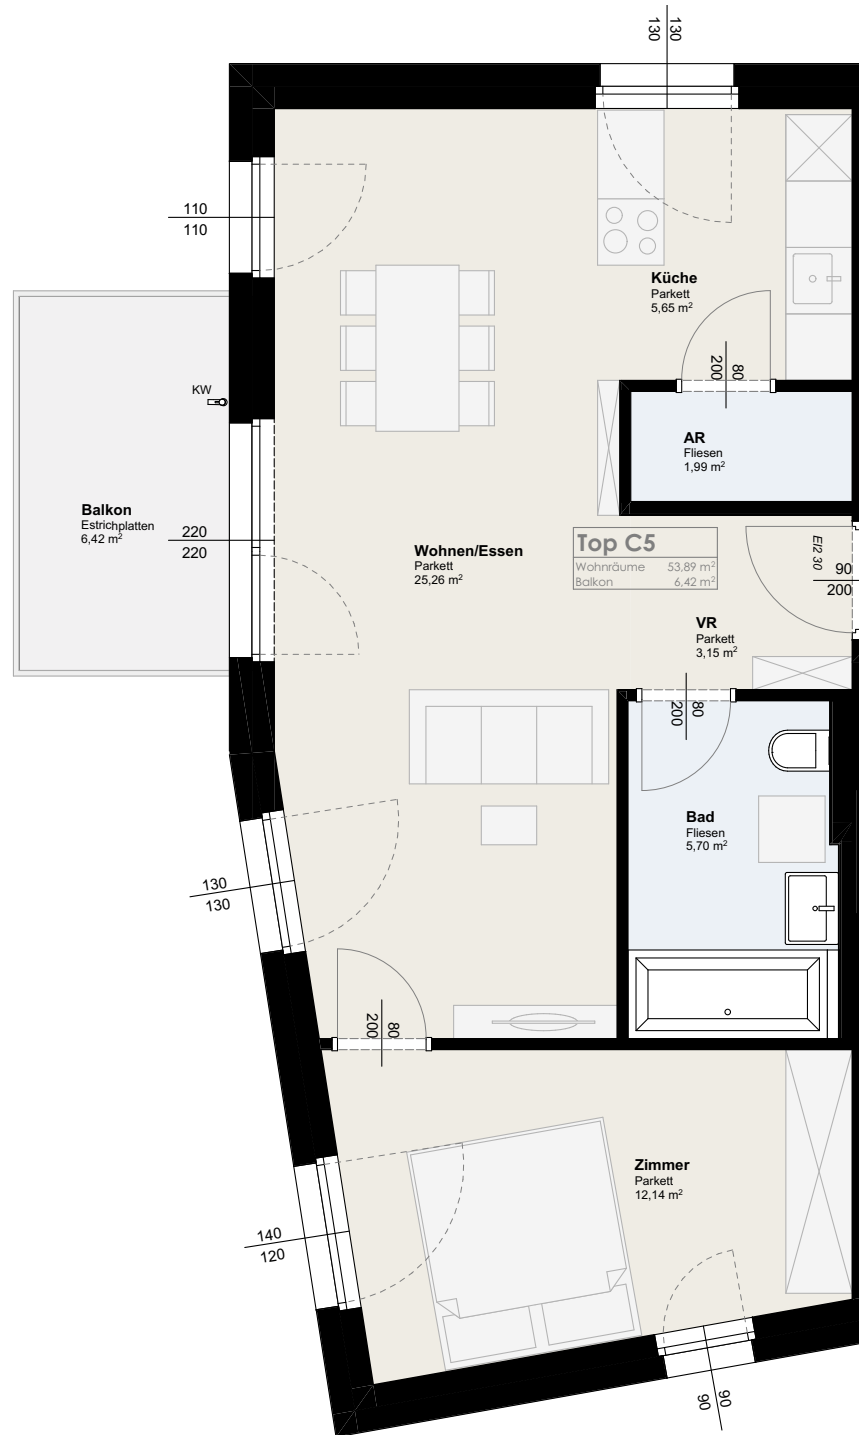 130
130
110
110
Küche
Parkett
5,65 m²
80
200
KW
AR
Fliesen
1,99 m²
Balkon
Estrichplatten
6,42 m²
220
220
Wohnen/Essen
Parkett
25,26 m²
Top C5
Wohnräume 53,89 m²
Balkon 6,42 m²
EI2 30
90
200
VR
Parkett
3,15 m²
80
200
Bad
Fliesen
5,70 m²
130
130
80
200
Zimmer
Parkett
12,14 m²
140
120
90
90